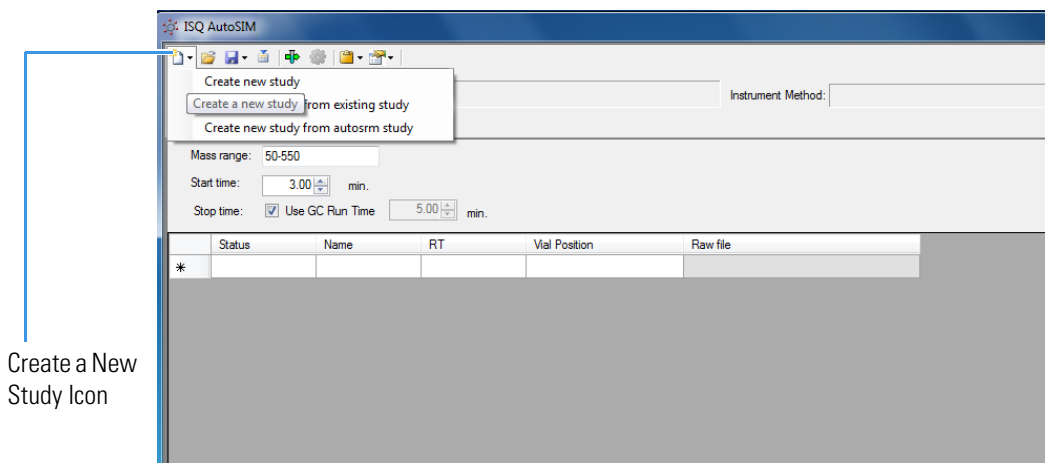 ISQ AutoSIM
Create new study
Create a new study from existing study
Create new study from autosrm study
Instrument Method:
Mass range: 50-550
Start time: 3.00 min.
Stop time: Use GC Run Time 5.00 min.
Status Name RT Vial Position Raw file
Create a New
Study Icon